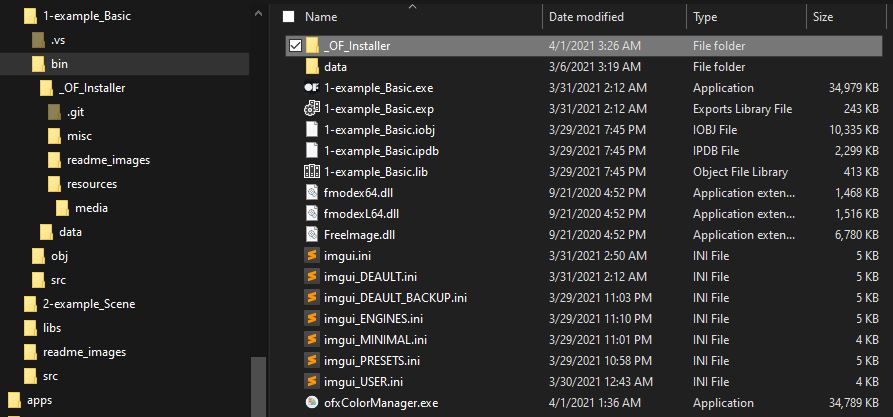 1-example_Basic
.vs
bin
_OF_Installer
.git
misc
readme_images
resources
media
data
obj
src
2-example_Scene
libs
readme_images
src
apps
Name Date modified Type Size
_OF_Installer 4/1/2021 3:26 AM File folder
data 3/6/2021 3:19 AM File folder
OF 1-example_Basic.exe 3/31/2021 2:12 AM Application 34,979 KB
1-example_Basic.exp 3/31/2021 2:12 AM Exports Library File 243 KB
1-example_Basic.iobj 3/29/2021 7:45 PM IOBJ File 10,335 KB
1-example_Basic.ipdb 3/29/2021 7:45 PM IPDB File 2,299 KB
1-example_Basic.lib 3/29/2021 7:45 PM Object File Library 413 KB
fmodex64.dll 9/21/2020 4:52 PM Application exten... 1,468 KB
fmodexL64.dll 9/21/2020 4:52 PM Application exten... 1,516 KB
FreeImage.dll 9/21/2020 4:52 PM Application exten... 6,780 KB
imgui.ini 3/31/2021 2:50 AM INI File 5 KB
imgui_DEAULT.ini 3/31/2021 2:12 AM INI File 5 KB
imgui_DEAULT_BACKUP.ini 3/29/2021 11:03 PM INI File 5 KB
imgui_ENGINES.ini 3/29/2021 11:10 PM INI File 5 KB
imgui_MINIMAL.ini 3/29/2021 11:01 PM INI File 4 KB
imgui_PRESETS.ini 3/29/2021 10:58 PM INI File 5 KB
imgui_USER.ini 3/30/2021 12:43 AM INI File 4 KB
ofxColorManager.exe 4/1/2021 1:36 AM Application 34,789 KB